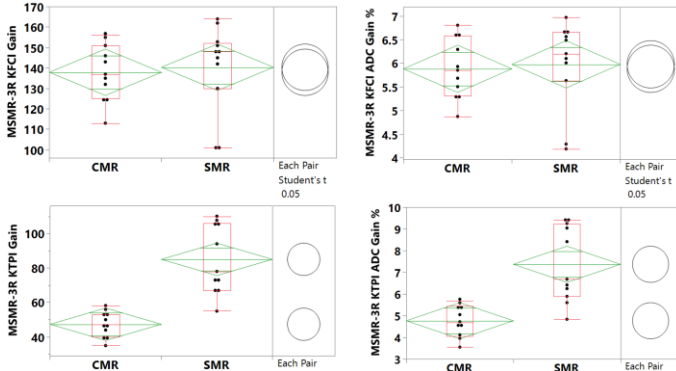 MSMR-3R KFCI Gain
170
160
150
140
130
120
110
100
CMR
SMR
Each Pair
Student's t
0.05
MSMR-3R KFCI ADC Gain %
7
6.5
6
5.5
5
4.5
4
CMR
SMR
Each Pair
Student's t
0.05
MSMR-3R KTPI Gain
100
80
60
40
CMR
SMR
Each Pair
MSMR-3R KTPI ADC Gain %
10
9
8
7
6
5
4
3
CMR
SMR
Each Pair